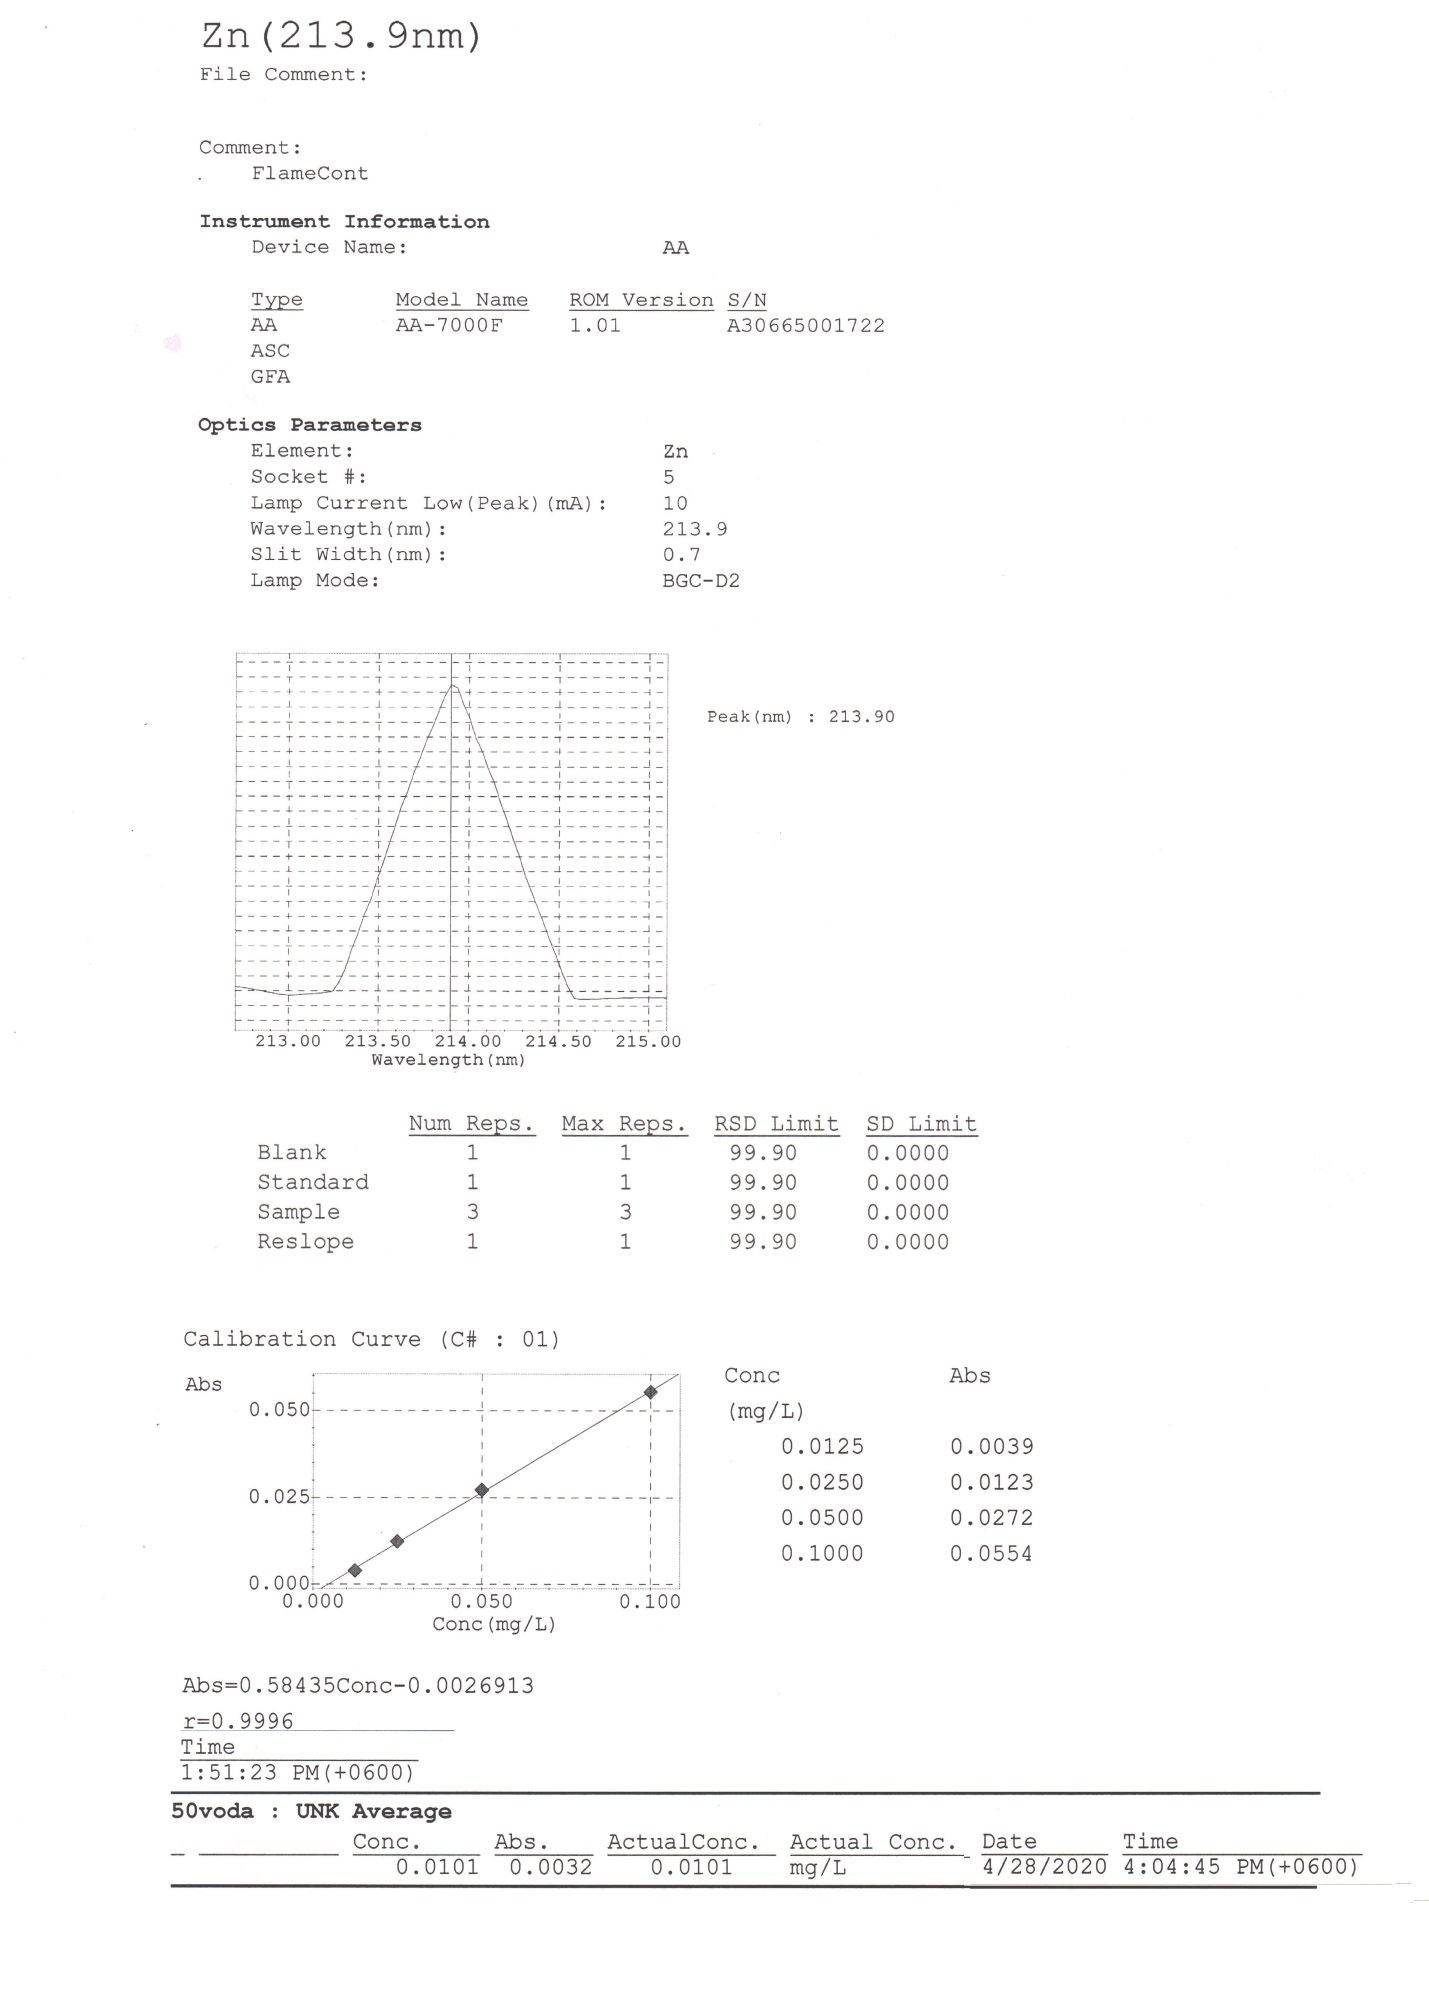 Zn(213.9nm)
File Comment:
Comment:
. FlameCont
Instrument Information
Device Name: AA
Type Model Name ROM Version S/N
AA AA-7000F 1.01 A30665001722
ASC
GFA
Optics Parameters
Element: Zn
Socket #: 5
Lamp Current Low(Peak)(mA): 10
Wavelength(nm): 213.9
Slit Width(nm): 0.7
Lamp Mode: BGC-D2
Peak(nm) : 213.90
213.00 213.50 214.00 214.50 215.00
Wavelength(nm)
Num Reps. Max Reps. RSD Limit SD Limit
Blank 1 1 99.90 0.0000
Standard 1 1 99.90 0.0000
Sample 3 3 99.90 0.0000
Reslope 1 1 99.90 0.0000
Calibration Curve (C# : 01)
Abs
0.050
0.025
0.000
0.000 0.050 0.100
Conc(mg/L)
Conc Abs
(mg/L)
0.0125 0.0039
0.0250 0.0123
0.0500 0.0272
0.1000 0.0554
Abs=0.58435Conc-0.0026913
r=0.9996
Time
1:51:23 PM(+0600)
50voda : UNK Average
Conc. Abs. ActualConc. Actual Conc. Date Time
0.0101 0.0032 0.0101 mg/L 4/28/2020 4:04:45 PM(+0600)